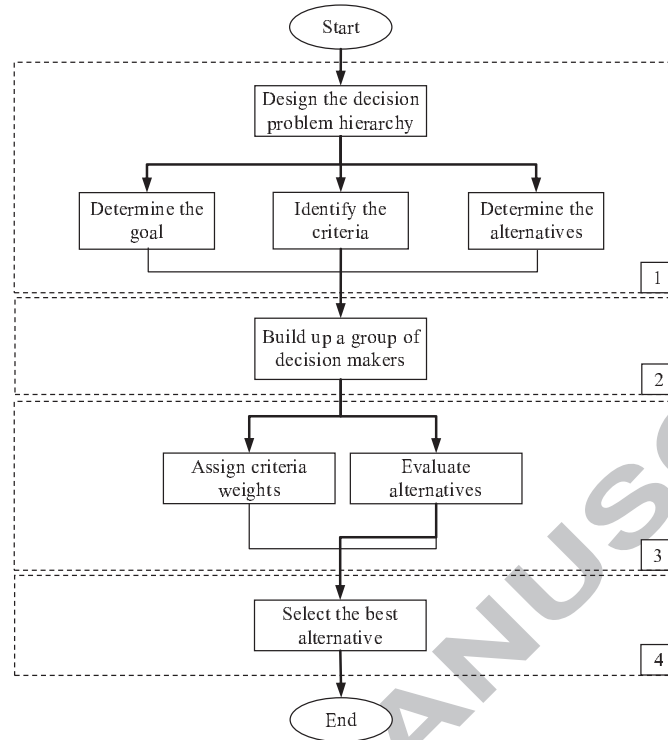 Start
Design the decision
problem hierarchy
Determine the
goal
Identify the
criteria
Determine the
alternatives
1
Build up a group of
decision makers
2
Assign criteria
weights
Evaluate
alternatives
3
Select the best
alternative
4
End